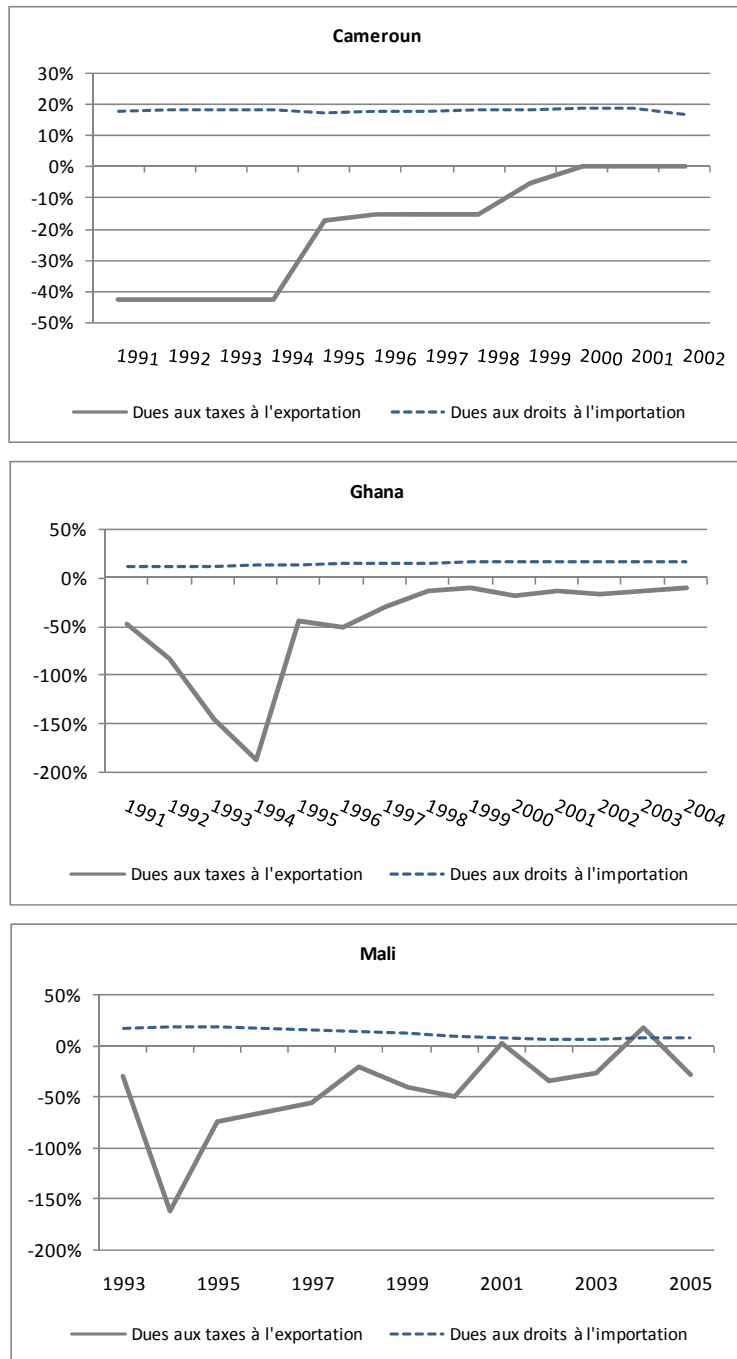 Cameroun
30%
20%
10%
0%
-10%
-20%
-30%
-40%
-50%
1991 1992 1993 1994 1995 1996 1997 1998 1999 2000 2001 2002
Dues aux taxes à l'exportation Dues aux droits à l'importation
Ghana
50%
0%
-50%
-100%
-150%
-200%
1991 1992 1993 1994 1995 1996 1997 1998 1999 2000 2001 2002 2003 2004
Dues aux taxes à l'exportation Dues aux droits à l'importation
Mali
50%
0%
-50%
-100%
-150%
-200%
1993 1995 1997 1999 2001 2003 2005
Dues aux taxes à l'exportation Dues aux droits à l'importation